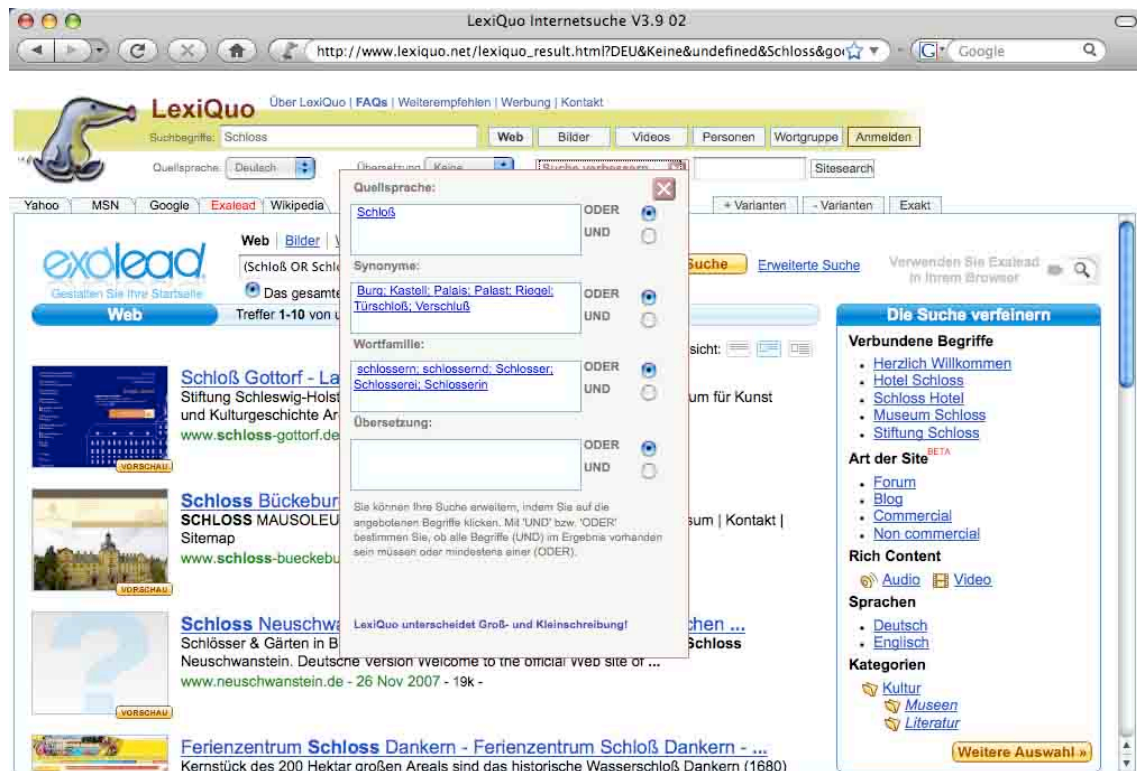 LexiQuo Internetsuche V3.9 02
http://www.lexiquo.net/lexiquo_result.html?DEU&Keine&undefined&Schloss&go
Google
LexiQuo
Über LexiQuo | FAQs | Weiterempfehlen | Werbung | Kontakt
Suchbegriffe: Schloss Web Bilder Videos Personen Wortgruppe Anmelden
Quellsprache: Deutsch Übersetzung Keine Suche verbessern Sitesearch
Yahoo MSN Google Exalead Wikipedia + Varianten - Varianten Exakt
Quellsprache:
Schloß
ODER
UND
Synonyme:
Burg; Kastell; Palais; Palast; Riegel;
Türschloß; Verschluß
ODER
UND
Wortfamilie:
schlossern; schlossernd; Schlosser;
Schlosserei; Schlosserin
ODER
UND
Übersetzung:
ODER
UND
Sie können Ihre Suche erweitern, indem Sie auf die
angebotenen Begriffe klicken. Mit 'UND' bzw. 'ODER'
bestimmen Sie, ob alle Begriffe (UND) im Ergebnis vorhanden
sein müssen oder mindestens einer (ODER).
LexiQuo unterscheidet Groß- und Kleinschreibung!
exalead
Gestalten Sie Ihre Startseite
Web Bilder
(Schloß OR Schl
Das gesamte
Suche Erweiterte Suche
Verwenden Sie Exalead
in Ihrem Browser
Web Treffer 1-10 von
sicht:
Schloß Gottorf - La
Stiftung Schleswig-Holst um für Kunst
und Kulturgeschichte Ar
www.schloss-gottorf.de
VORSCHAU
Schloss Bückebur
SCHLOSS MAUSOLEU sum | Kontakt |
Sitemap
www.schloss-bueckebu
VORSCHAU
Schloss Neuschwa chen ...
Schlösser & Gärten in B Schloss
Neuschwanstein. Deutsche Version Welcome to the official Web site of ...
www.neuschwanstein.de - 26 Nov 2007 - 19k -
VORSCHAU
Ferienzentrum Schloss Dankern - Ferienzentrum Schloß Dankern - ...
Kernstück des 200 Hektar großen Areals sind das historische Wasserschloß Dankern (1680)
Die Suche verfeinern
Verbundene Begriffe
Herzlich Willkommen
Hotel Schloss
Schloss Hotel
Museum Schloss
Stiftung Schloss
Art der Site BETA
Forum
Blog
Commercial
Non commercial
Rich Content
Audio Video
Sprachen
Deutsch
Englisch
Kategorien
Kultur
Museen
Literatur
Weitere Auswahl »